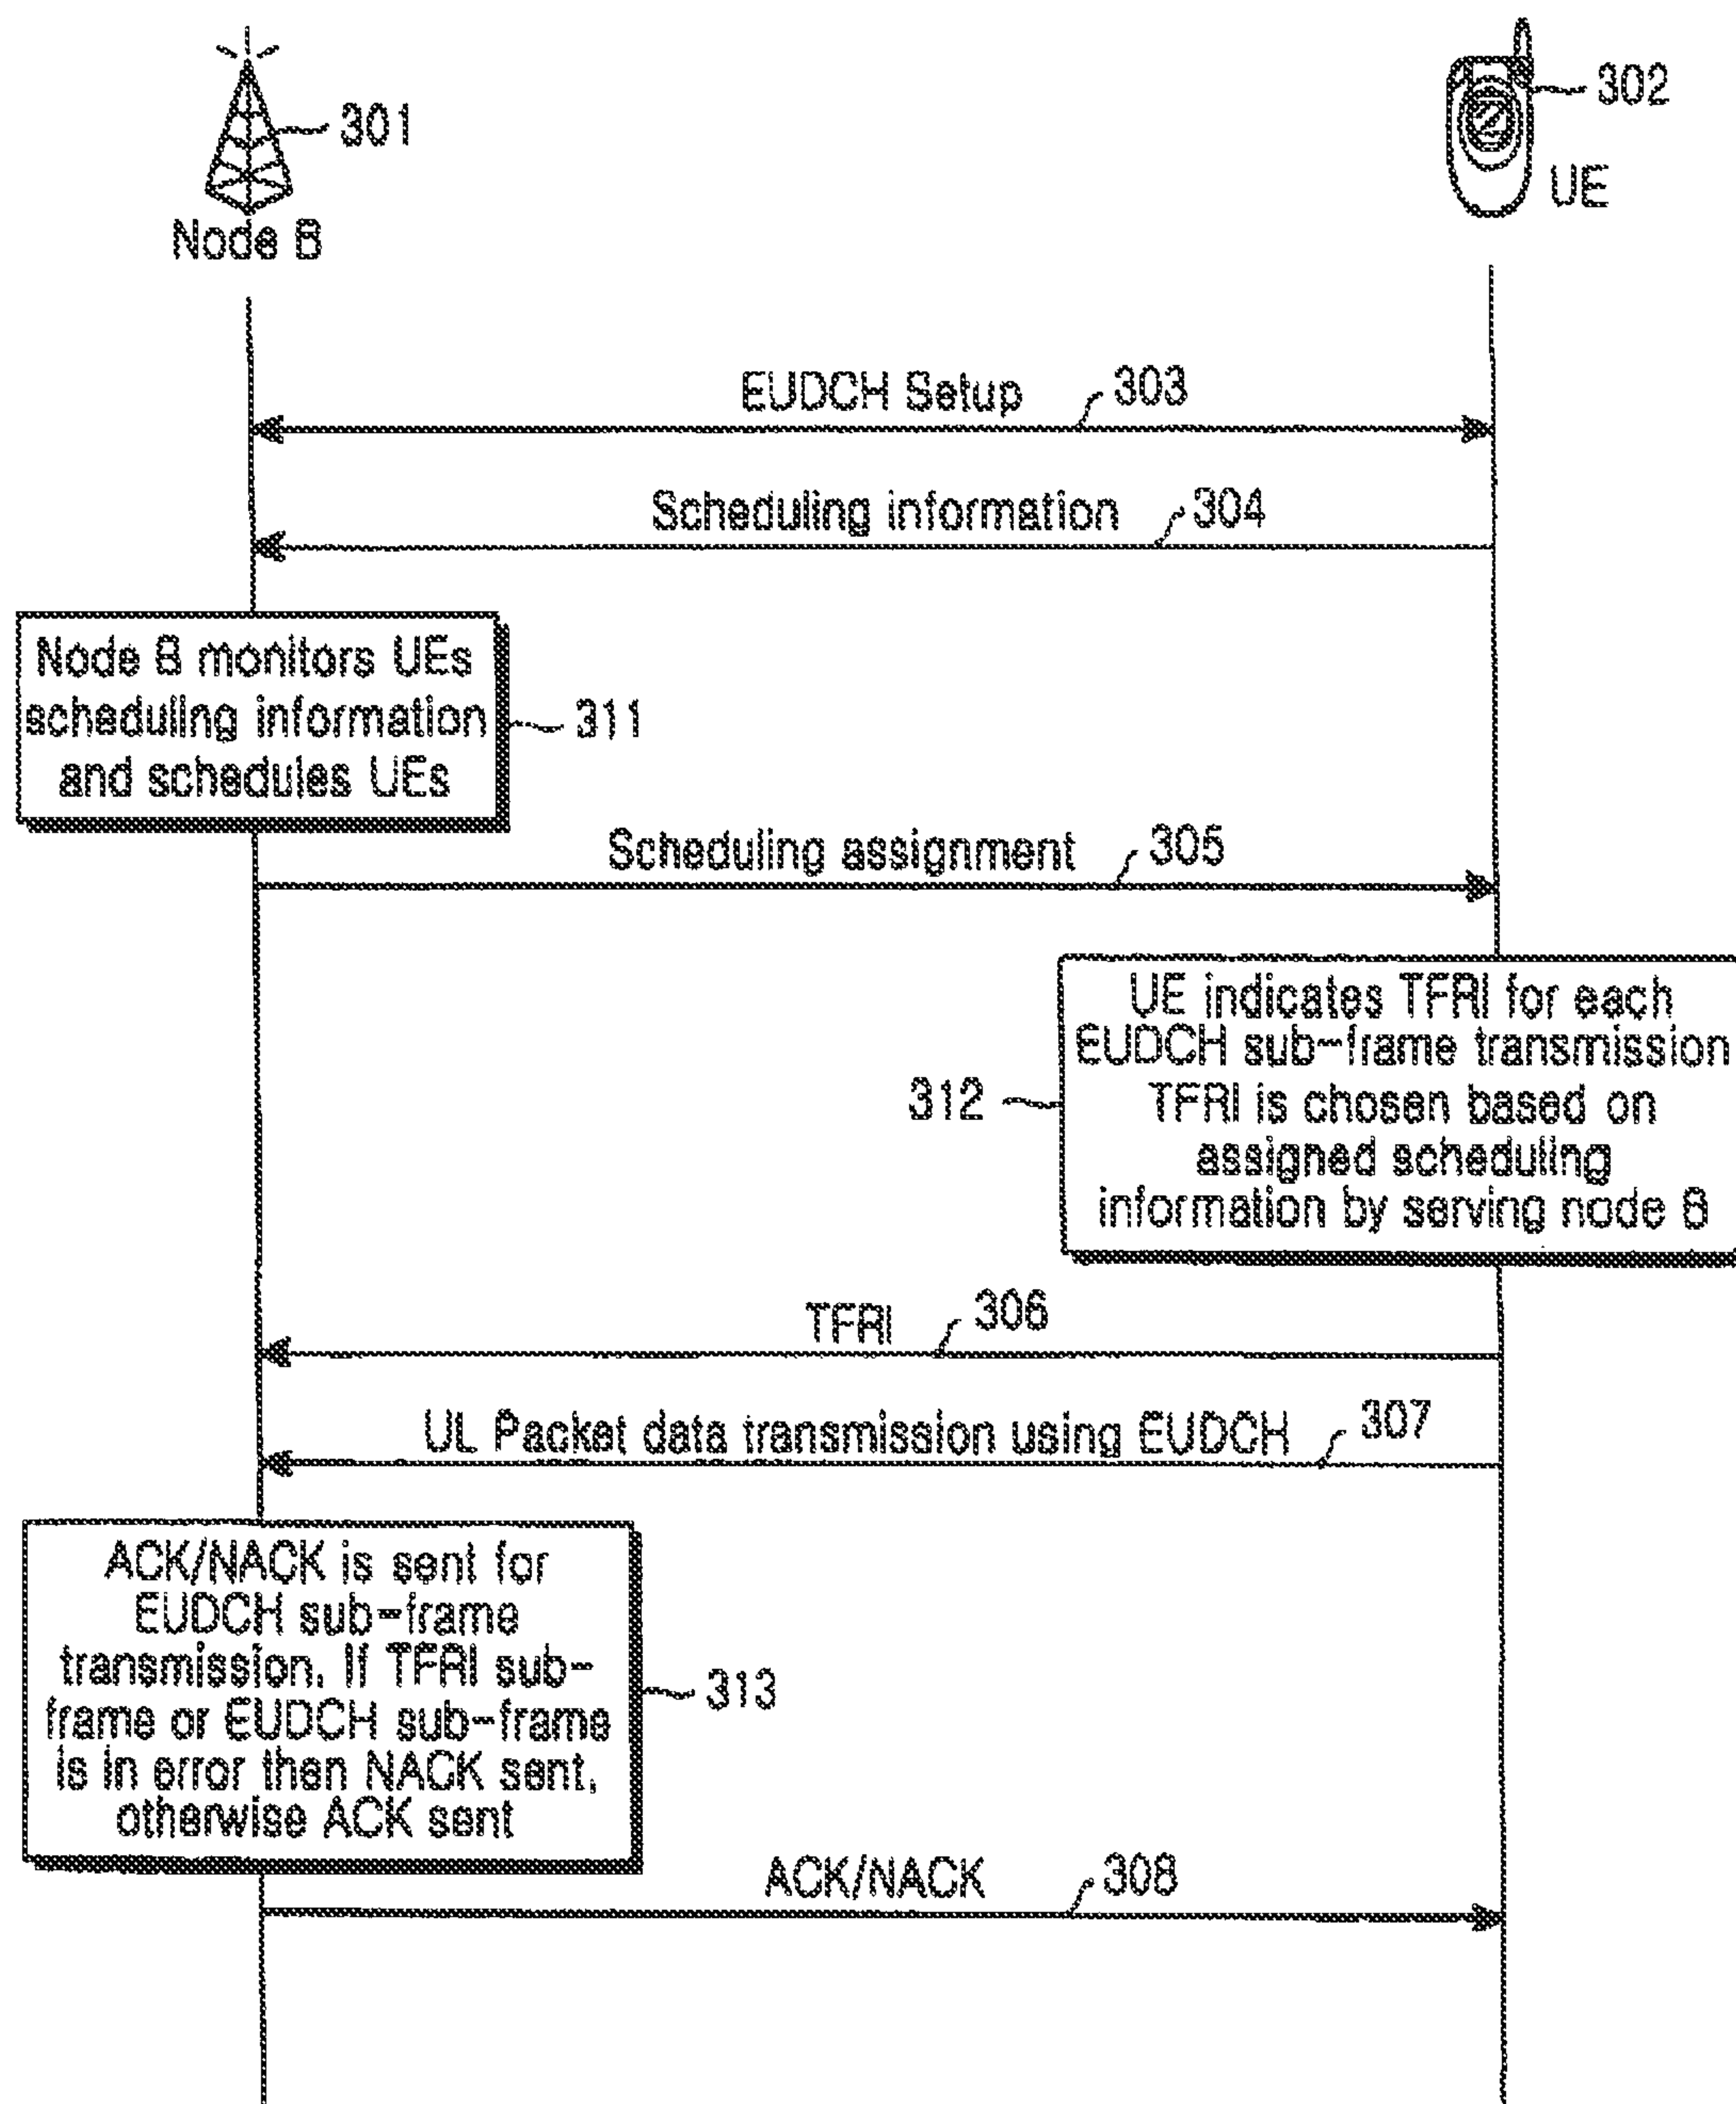 301
302
UE
Node B
EUDCH Setup 303
Scheduling information 304
Node B monitors UEs
scheduling information
and schedules UEs
311
Scheduling assignment 305
UE indicates TFRI for each
EUDCH sub-frame transmission
TFRI is chosen based on
assigned scheduling
information by serving node B
312
TFRI 306
UL Packet data transmission using EUDCH 307
ACK/NACK is sent for
EUDCH sub-frame
transmission. If TFRI sub-
frame or EUDCH sub-frame
is in error then NACK sent,
otherwise ACK sent
313
ACK/NACK 308